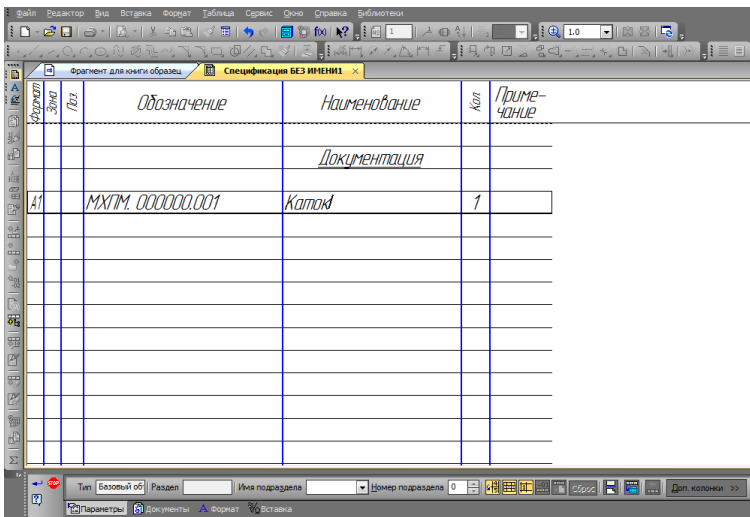 Файл Редактор Вид Вставка Формат Таблица Сервис Окно Справка Библиотеки
1 1.0
Фрагмент для книги образец Спецификация БЕЗ ИМЕНИ1
Формат Зона Поз. Обозначение Наименование Кол. Приме-
чание
Документация
А1 МХПМ. 000000.001 Каток 1
Тип Базовый об Раздел Имя подраздела Номер подраздела 0 Сброс Доп. колонки >>
Параметры Документы Формат Вставка